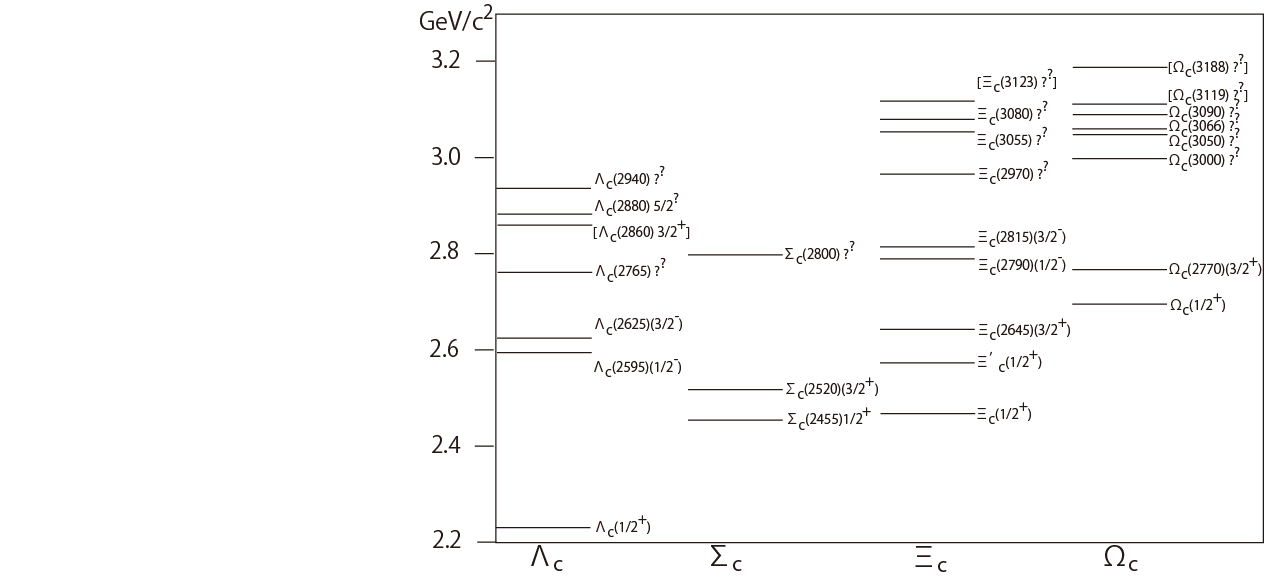 GeV/c²
3.2
3.0
2.8
2.6
2.4
2.2
Λc(2940) ?^?
Λc(2880) 5/2^?
[Λc(2860) 3/2⁺]
Λc(2765) ?^?
Λc(2625)(3/2⁻)
Λc(2595)(1/2⁻)
Λc(1/2⁺)
Σc(2800) ?^?
Σc(2520)(3/2⁺)
Σc(2455)1/2⁺
[Ξc(3123) ?^?]
Ξc(3080) ?^?
Ξc(3055) ?^?
Ξc(2970) ?^?
Ξc(2815)(3/2⁻)
Ξc(2790)(1/2⁻)
Ξc(2645)(3/2⁺)
Ξ′c(1/2⁺)
Ξc(1/2⁺)
[Ωc(3188) ?^?]
[Ωc(3119) ?^?]
Ωc(3090) ?^?
Ωc(3066) ?^?
Ωc(3050) ?^?
Ωc(3000) ?^?
Ωc(2770)(3/2⁺)
Ωc(1/2⁺)
Λc Σc Ξc Ωc